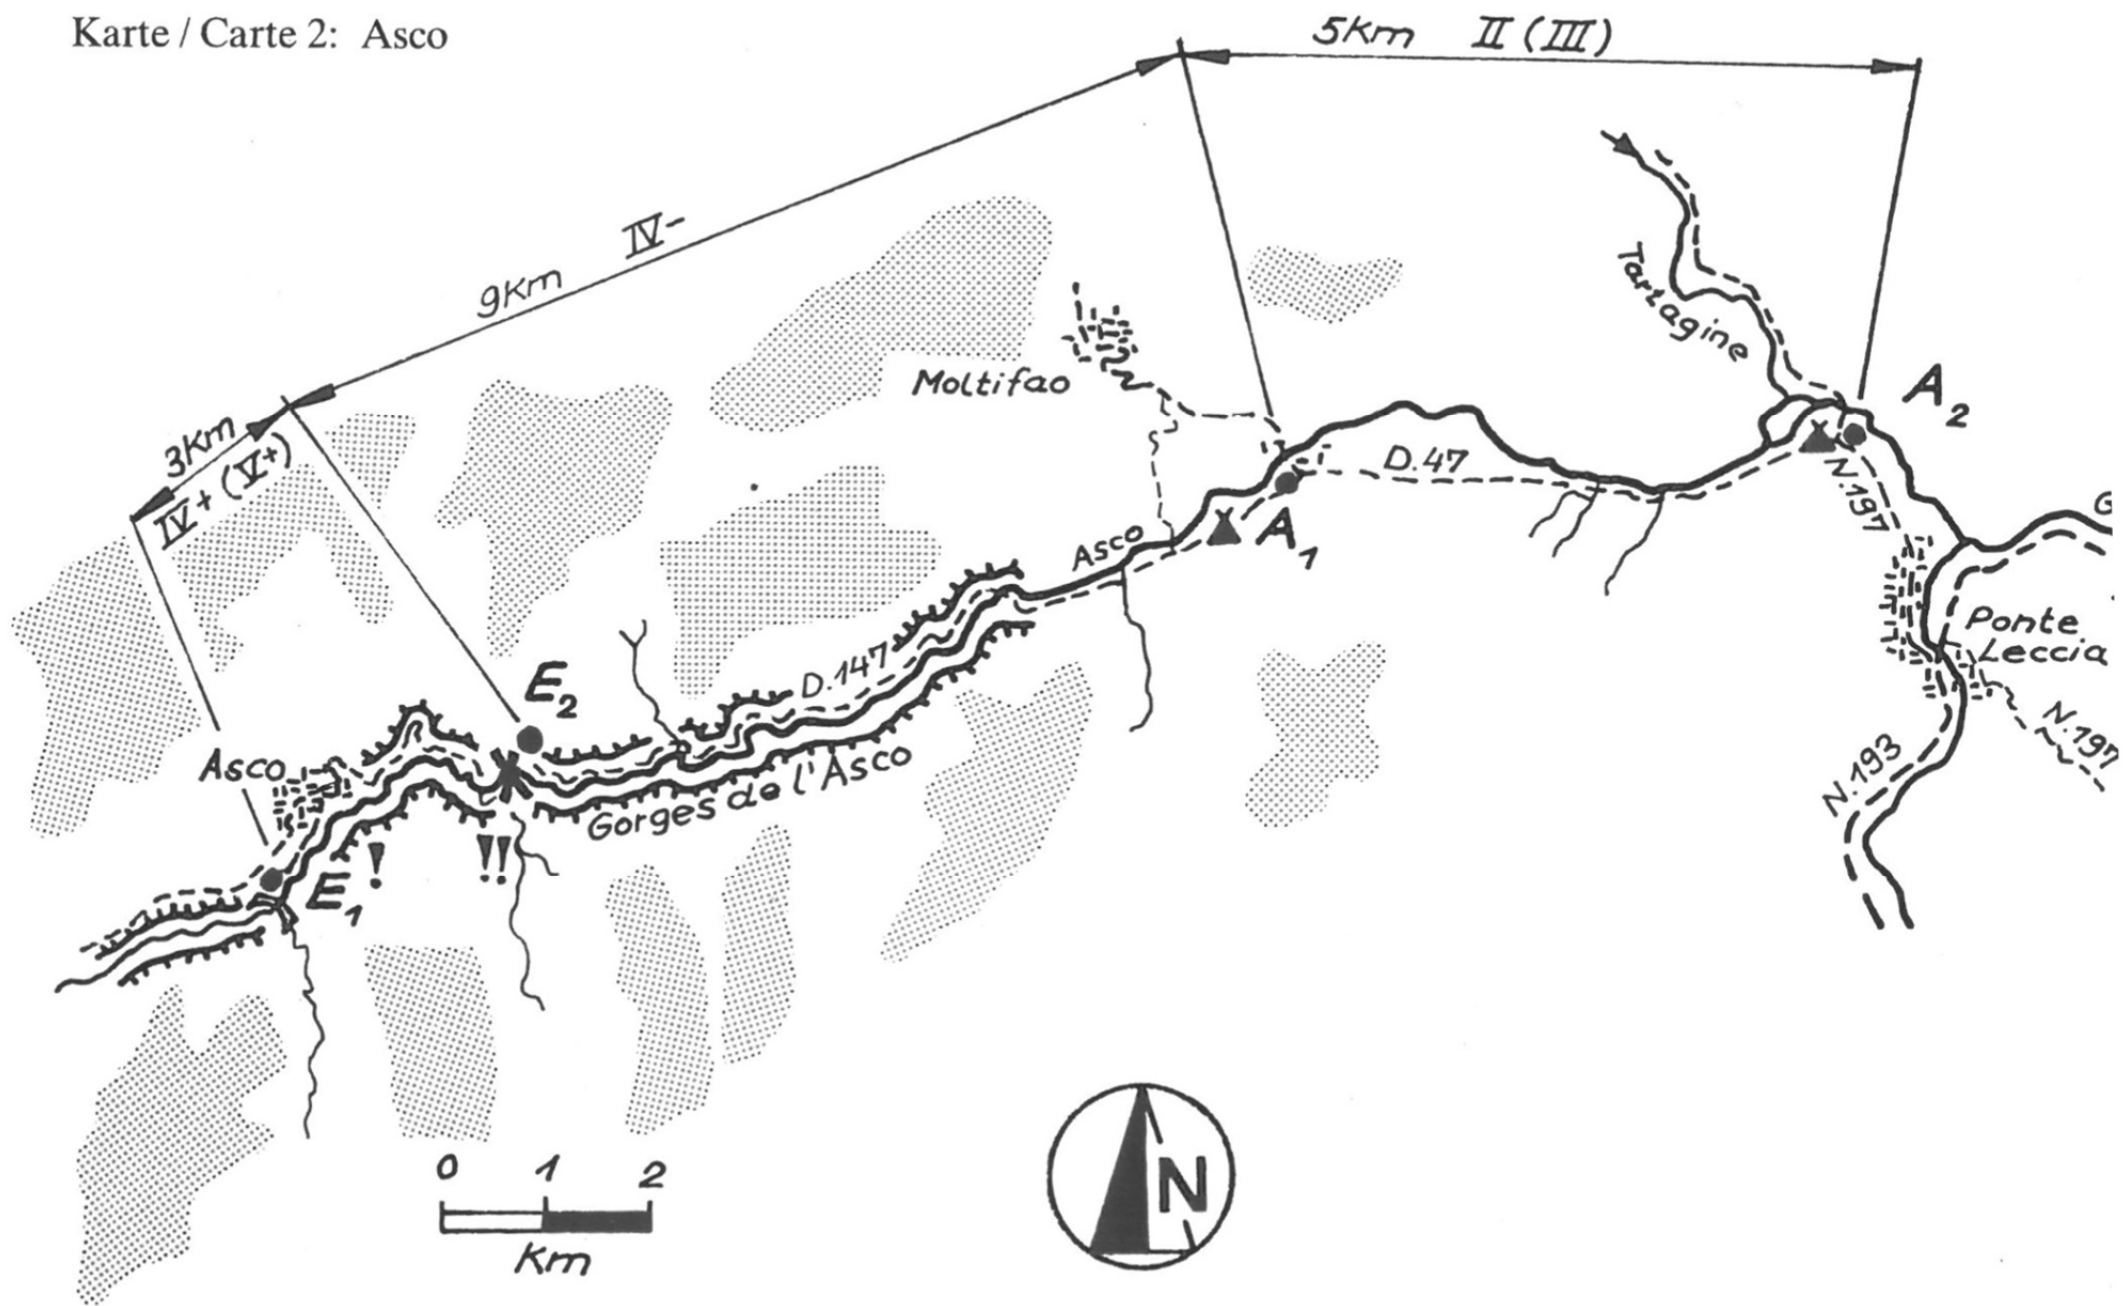 Karte / Carte 2: Asco
5km II (III)
9km IV-
3km
IV+ (V+)
Tartagine
Moltifao
A2
D.47
N.197
A1
Asco
Ponte
Leccia
E2
D.147
Asco
Gorges de l'Asco
N.197
N.193
!
!!
E1
0 1 2
km
N
G